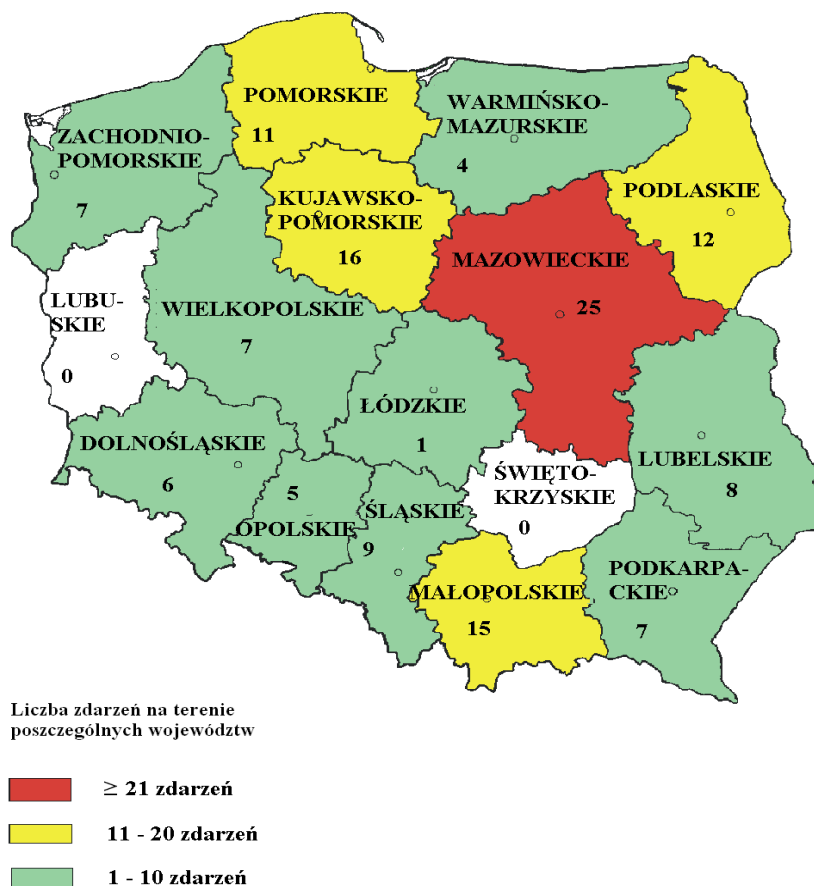 POMORSKIE
11
WARMIŃSKO-
MAZURSKIE
4
ZACHODNIO-
POMORSKIE
7
KUJAWSKO-
POMORSKIE
16
PODLASKIE
12
MAZOWIECKIE
25
LUBU-
SKIE
0
WIELKOPOLSKIE
7
ŁÓDZKIE
1
DOLNOŚLĄSKIE
6
LUBELSKIE
8
ŚWIĘTO-
KRZYSKIE
0
5
OPOLSKIE
ŚLĄSKIE
9
MAŁOPOLSKIE
15
PODKARPA-
CKIE
7
Liczba zdarzeń na terenie
poszczególnych województw
≥ 21 zdarzeń
11 - 20 zdarzeń
1 - 10 zdarzeń